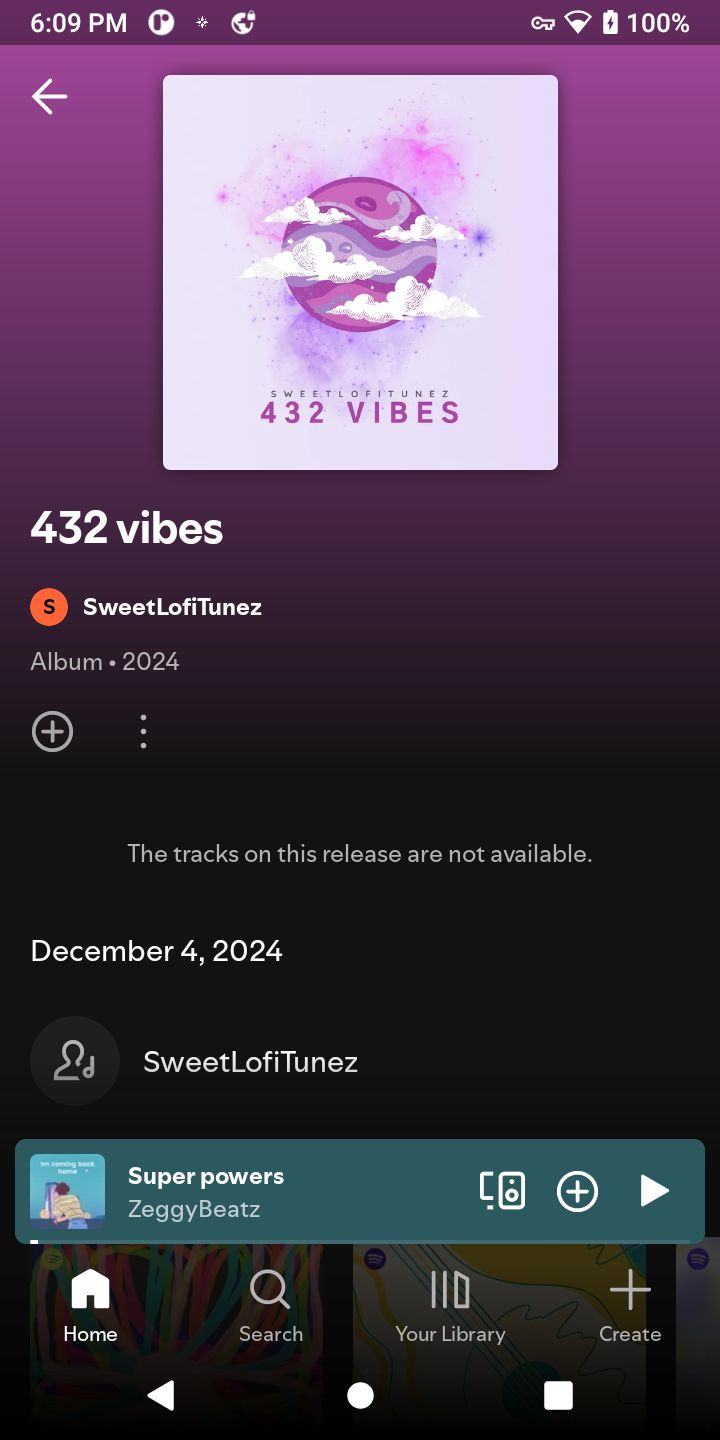 6:09 PM
100%
SWEETLOFITUNEZ
432 VIBES
432 vibes
S
SweetLofiTunez
Album • 2024
The tracks on this release are not available.
December 4, 2024
SweetLofiTunez
Im coming back
home
Super powers
ZeggyBeatz
Home
Search
Your Library
Create